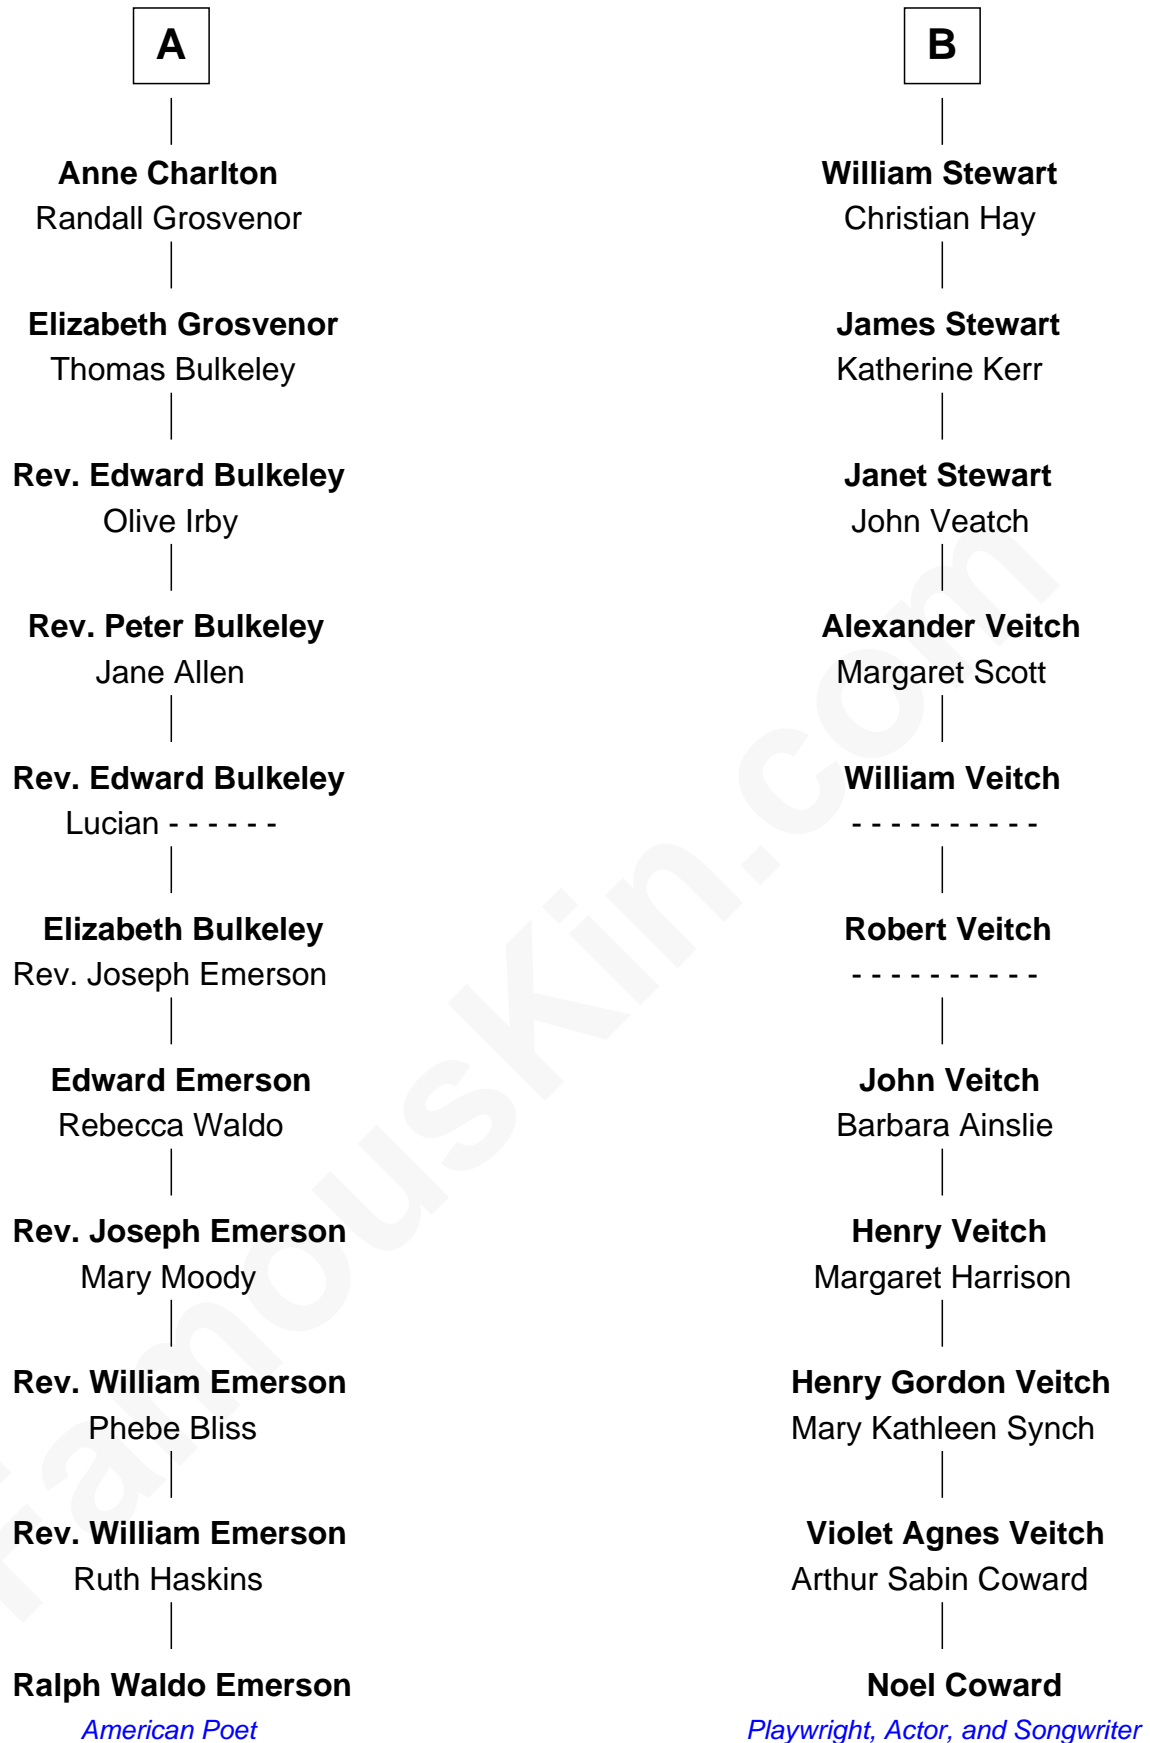 A
Anne Charlton
Randall Grosvenor
Elizabeth Grosvenor
Thomas Bulkeley
Rev. Edward Bulkeley
Olive Irby
Rev. Peter Bulkeley
Jane Allen
Rev. Edward Bulkeley
Lucian - - - - - -
Elizabeth Bulkeley
Rev. Joseph Emerson
Edward Emerson
Rebecca Waldo
Rev. Joseph Emerson
Mary Moody
Rev. William Emerson
Phebe Bliss
Rev. William Emerson
Ruth Haskins
Ralph Waldo Emerson
American Poet
B
William Stewart
Christian Hay
James Stewart
Katherine Kerr
Janet Stewart
John Veatch
Alexander Veitch
Margaret Scott
William Veitch
- - - - - - - - - -
Robert Veitch
- - - - - - - - - -
John Veitch
Barbara Ainslie
Henry Veitch
Margaret Harrison
Henry Gordon Veitch
Mary Kathleen Synch
Violet Agnes Veitch
Arthur Sabin Coward
Noel Coward
Playwright, Actor, and Songwriter
FamousKin.com